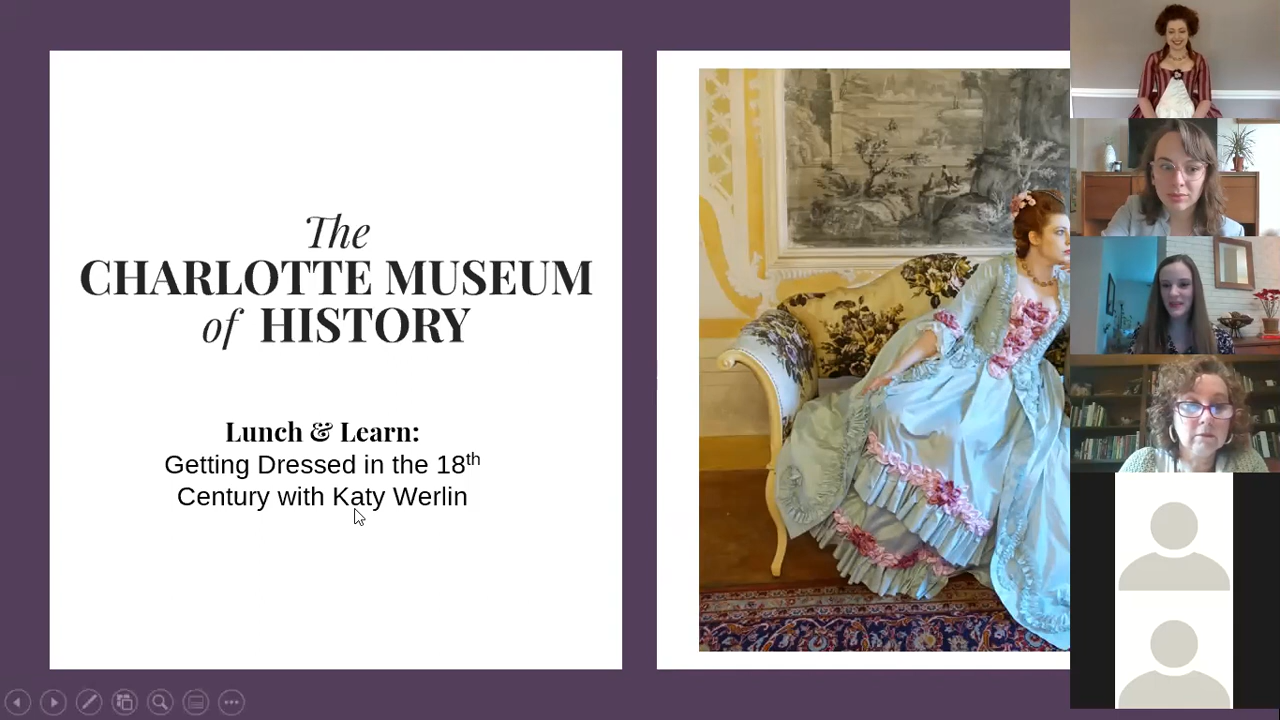 The
CHARLOTTE MUSEUM
of HISTORY
Lunch & Learn:
Getting Dressed in the 18th
Century with Katy Werlin